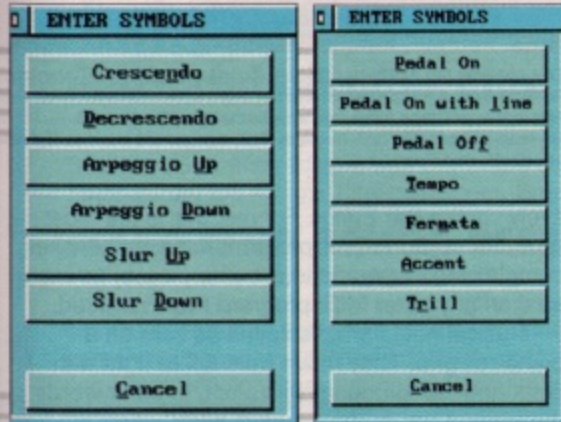 ENTER SYMBOLS
Crescendo
Decrescendo
Arpeggio Up
Arpeggio Down
Slur Up
Slur Down
Cancel
ENTER SYMBOLS
Pedal On
Pedal On with line
Pedal Off
Tempo
Fermata
Accent
Trill
Cancel